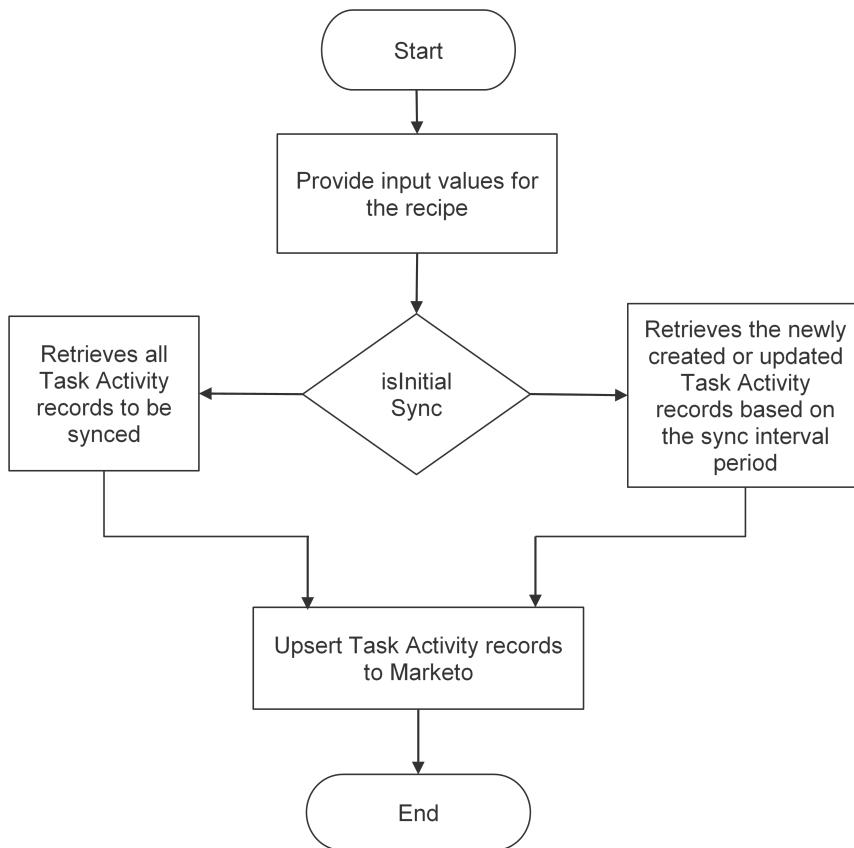 Start
Provide input values for
the recipe
isInitial
Sync
Retrieves all
Task Activity
records to be
synced
Retrieves the newly
created or updated
Task Activity
records based on
the sync interval
period
Upsert Task Activity records
to Marketo
End